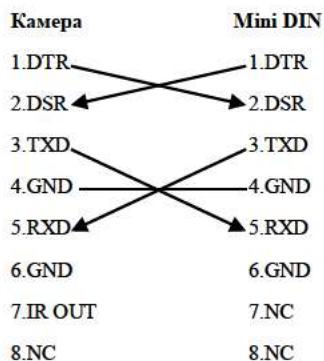 Камера Mini DIN
1.DTR 1.DTR
2.DSR 2.DSR
3.TXD 3.TXD
4.GND 4.GND
5.RXD 5.RXD
6.GND 6.GND
7.IR OUT 7.NC
8.NC 8.NC